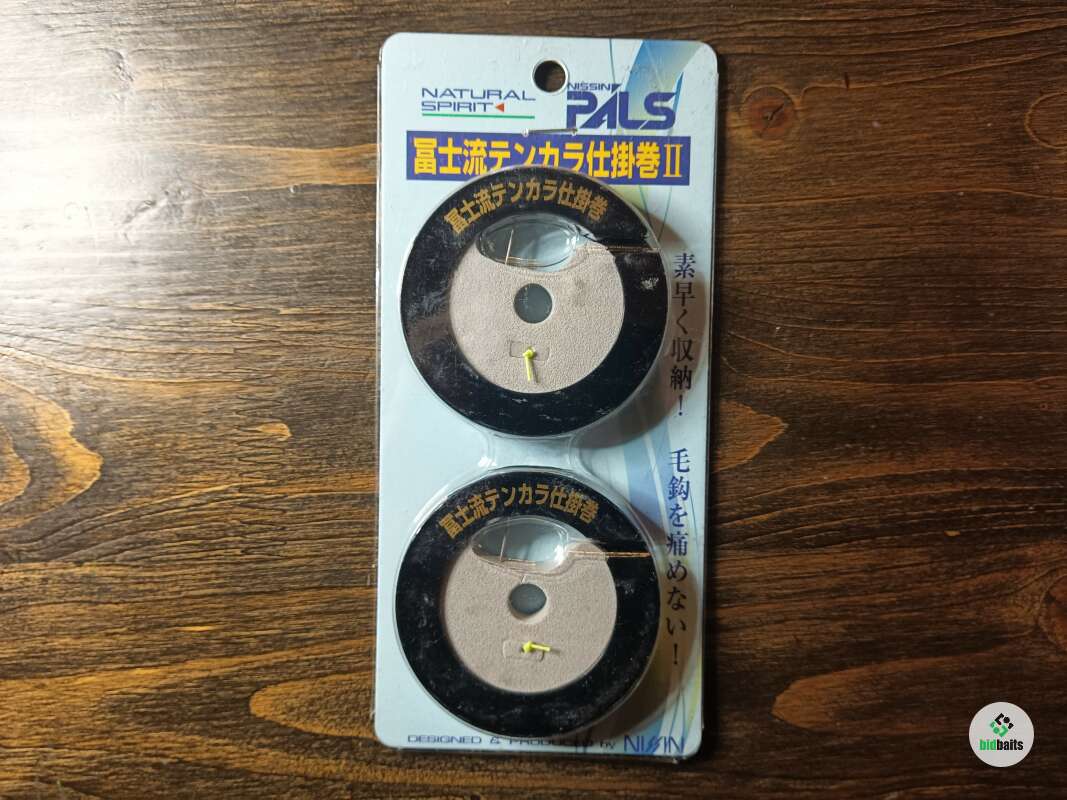 NATURAL
SPIRIT
NISSIN
PALS
冨士流テンカラ仕掛巻II
冨士流テンカラ仕掛巻
素早く収納!
毛鈎を痛めない!
冨士流テンカラ仕掛巻
DESIGNED & PRODUCED by NISSIN
bidbaits